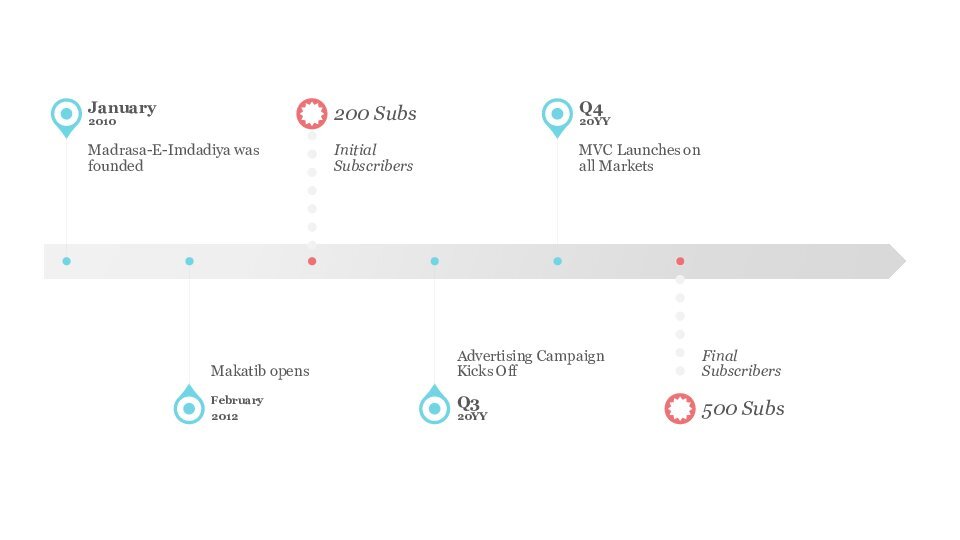 January
2010
Madrasa-E-Imdadiya was
founded
200 Subs
Initial
Subscribers
Q4
20YY
MVC Launches on
all Markets
Makatib opens
February
2012
Advertising Campaign
Kicks Off
Q3
20YY
Final
Subscribers
500 Subs